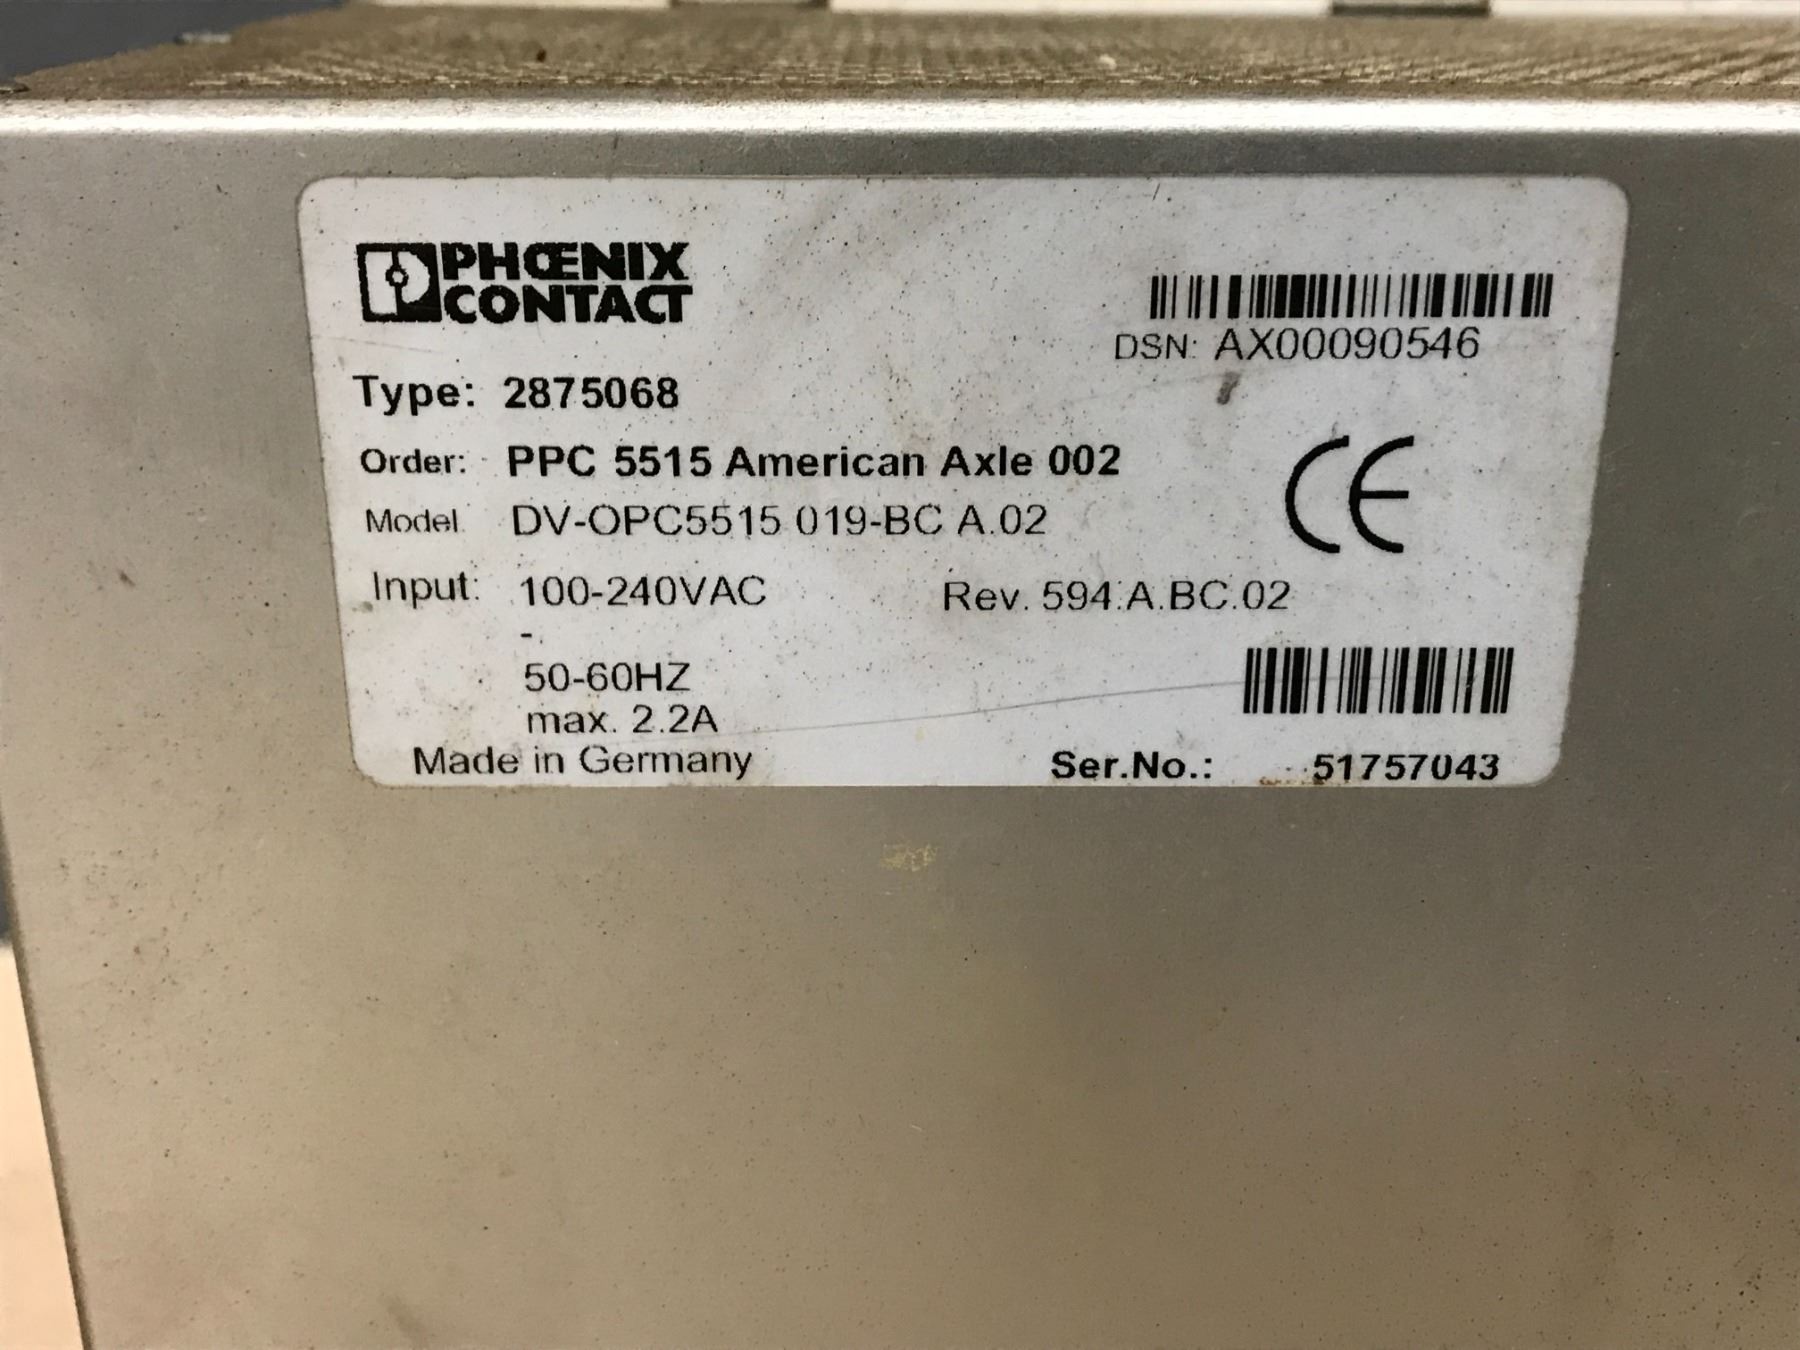 PHŒNIX
CONTACT
DSN: AX00090546
Type: 2875068
Order: PPC 5515 American Axle 002
Model DV-OPC5515 019-BC A.02
CE
Input: 100-240VAC Rev. 594.A.BC.02
-
50-60HZ
max. 2.2A
Made in Germany Ser.No.: 51757043